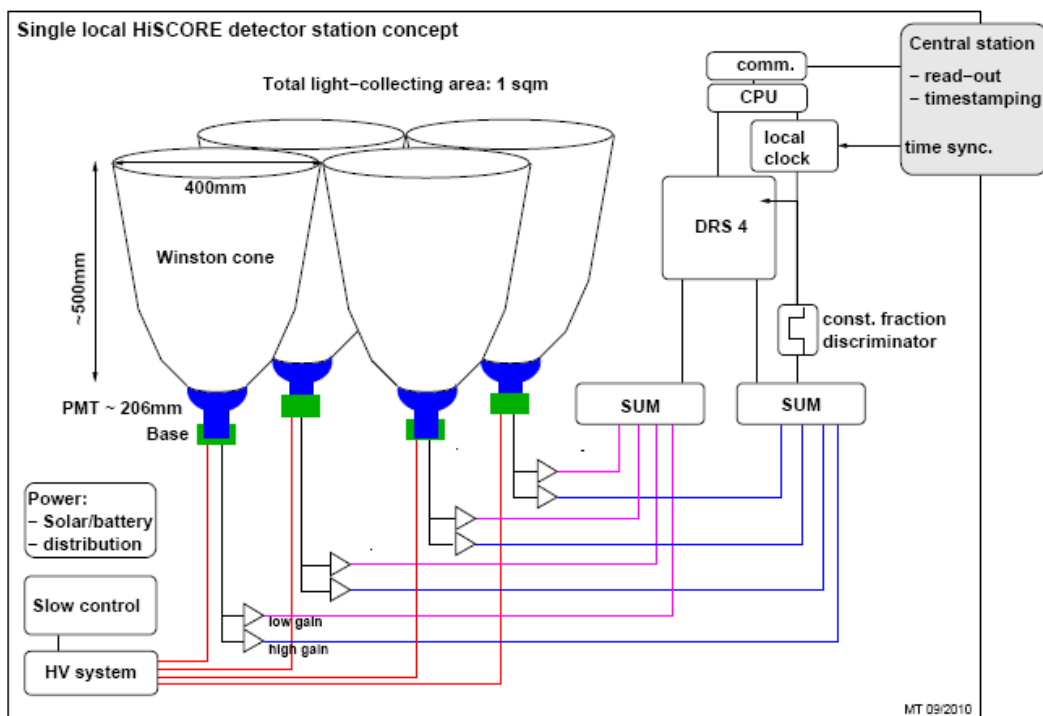 Single local HiSCORE detector station concept
Total light−collecting area: 1 sqm
Central station
− read−out
− timestamping
time sync.
comm.
CPU
local
clock
DRS 4
const. fraction
discriminator
400mm
~500mm
Winston cone
PMT ~ 206mm
Base
SUM
SUM
Power:
− Solar/battery
− distribution
Slow control
HV system
low gain
high gain
MT 09/2010